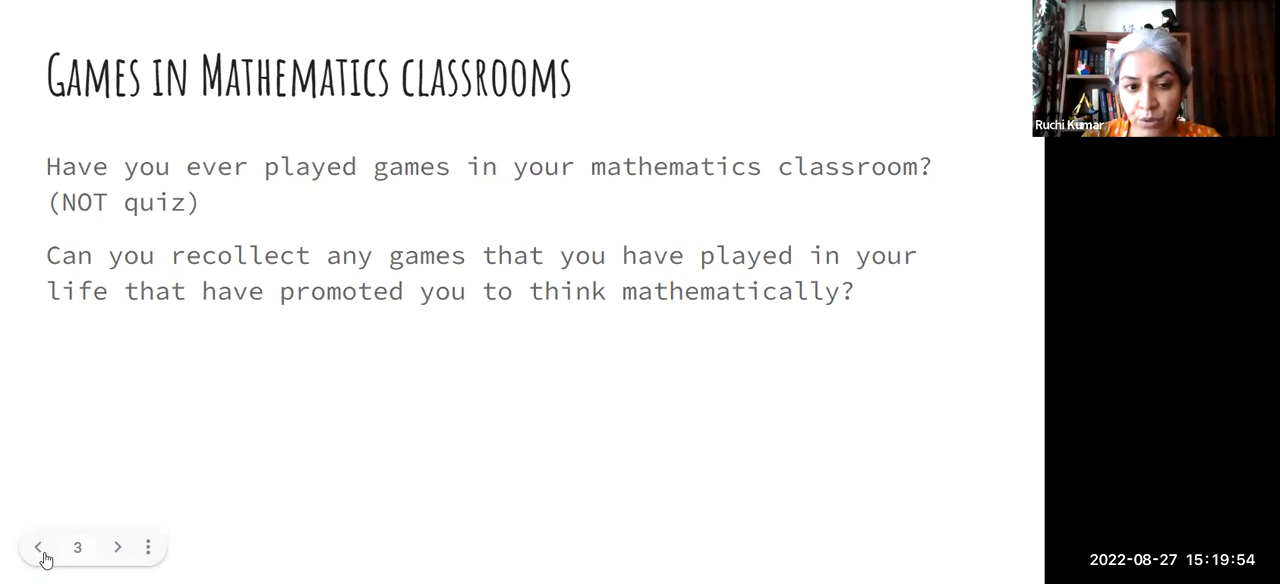 Games in Mathematics classrooms
Have you ever played games in your mathematics classroom?
(NOT quiz)
Can you recollect any games that you have played in your
life that have promoted you to think mathematically?
Ruchi Kumar
3
2022-08-27 15:19:54